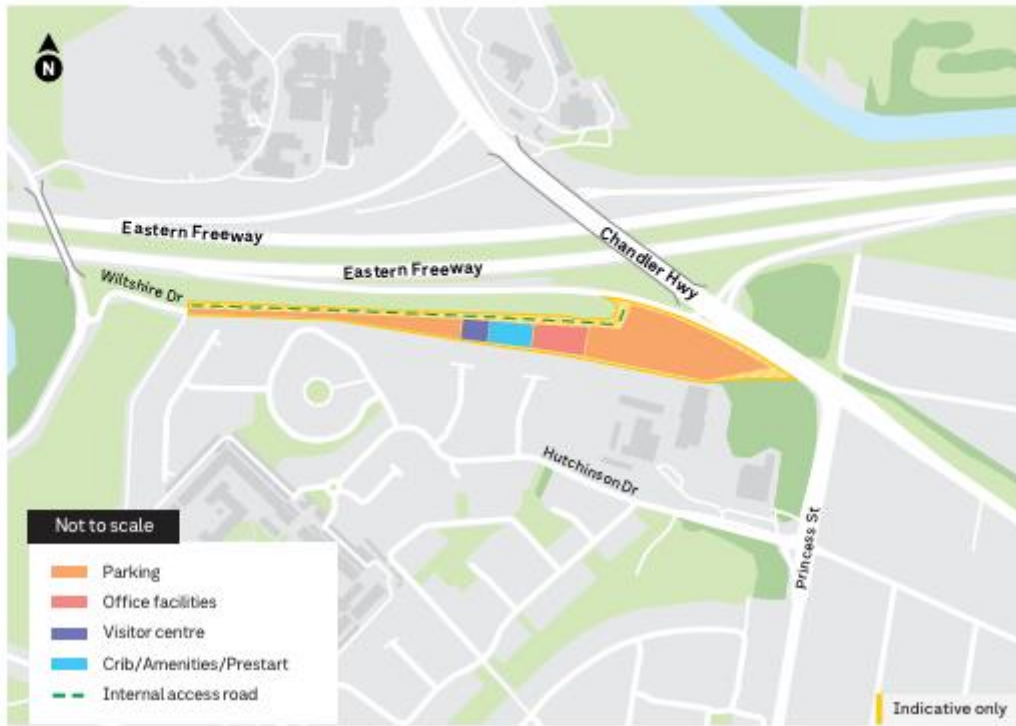 N
Eastern Freeway
Chandler Hwy
Eastern Freeway
Wiltshire Dr
Hutchinson Dr
Princess St
Not to scale
Parking
Office facilities
Visitor centre
Crib/Amenities/Prestart
Internal access road
Indicative only